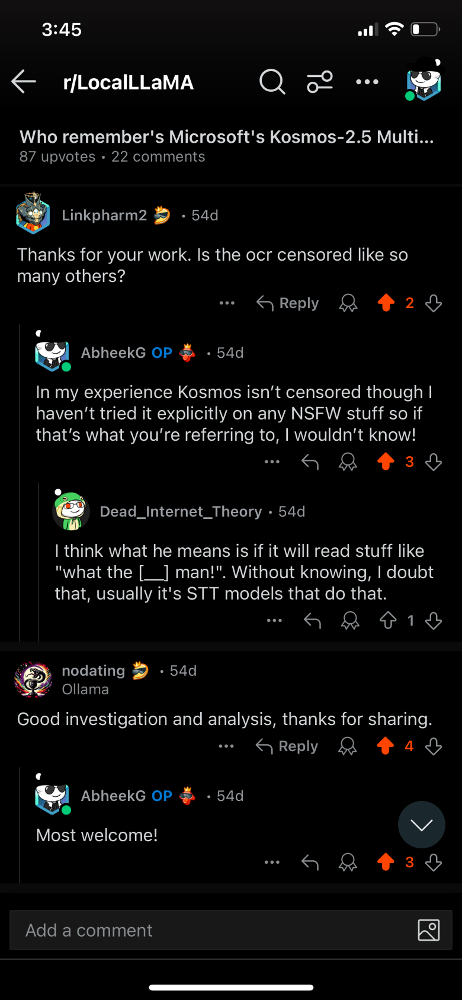 3:45
r/LocalLLaMA
Who remember's Microsoft's Kosmos-2.5 Multi...
87 upvotes • 22 comments
Linkpharm2 • 54d
Thanks for your work. Is the ocr censored like so
many others?
Reply 2
AbheekG OP • 54d
In my experience Kosmos isn’t censored though I
haven’t tried it explicitly on any NSFW stuff so if
that’s what you’re referring to, I wouldn’t know!
3
Dead_Internet_Theory • 54d
I think what he means is if it will read stuff like
"what the [__] man!". Without knowing, I doubt
that, usually it's STT models that do that.
1
nodating • 54d
Ollama
Good investigation and analysis, thanks for sharing.
Reply 4
AbheekG OP • 54d
Most welcome!
3
Add a comment